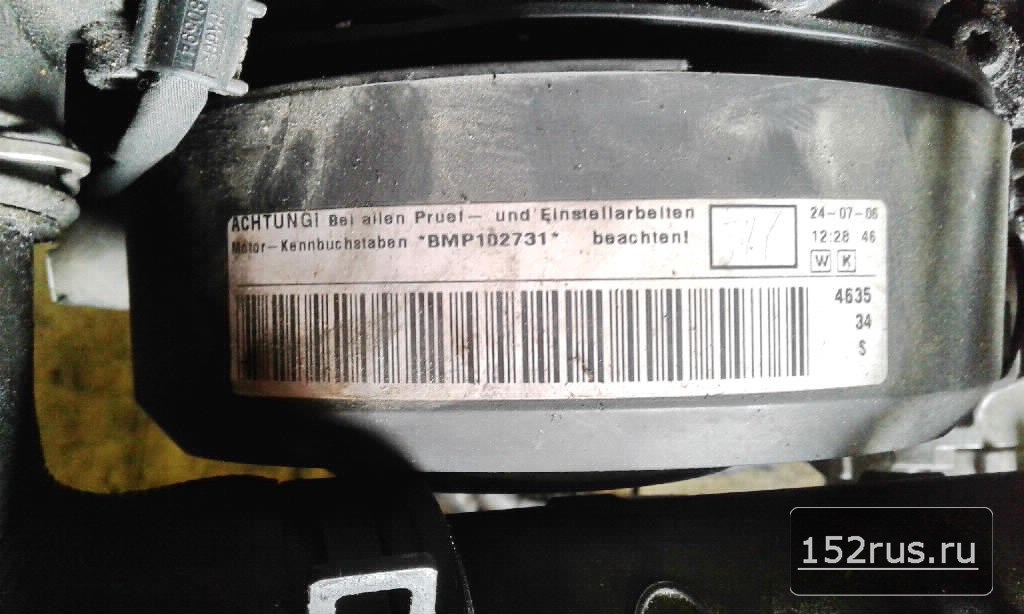 ACHTUNG! Bei allen Pruef- und Einstellarbeiten
Motor-Kennbuchstaben *BMP102731* beachten!
24-07-06
12:28 46
W K
4635
34
S
152rus.ru